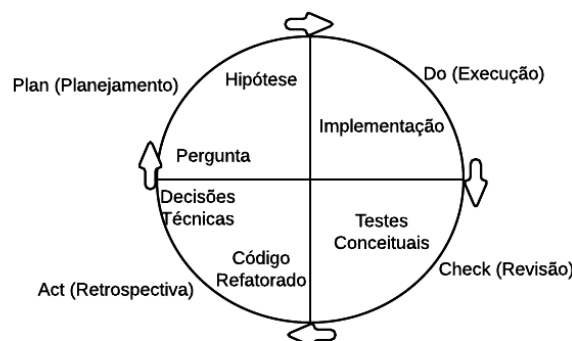 Plan (Planejamento)
Hipótese
Do (Execução)
Implementação
Pergunta
Decisões
Técnicas
Testes
Conceituais
Código
Refatorado
Act (Retrospectiva)
Check (Revisão)